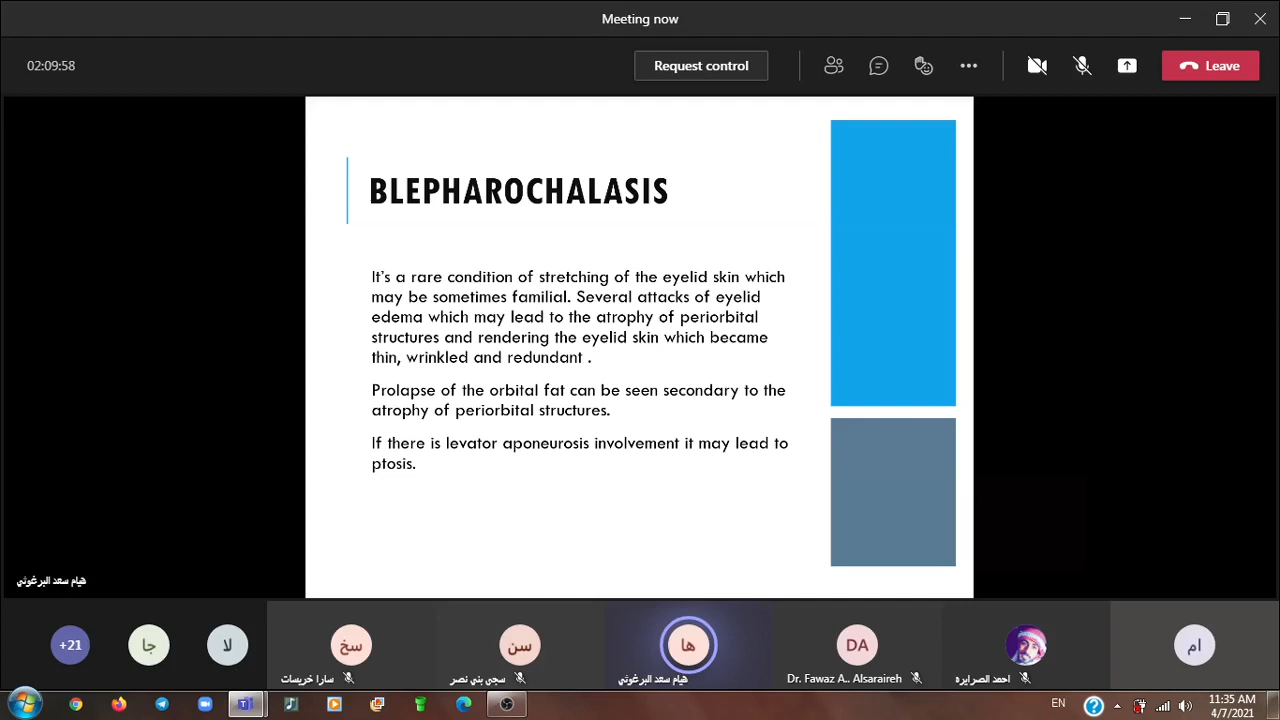 Meeting now
02:09:58
Request control
Leave
BLEPHAROCHALASIS
It's a rare condition of stretching of the eyelid skin which
may be sometimes familial. Several attacks of eyelid
edema which may lead to the atrophy of periorbital
structures and rendering the eyelid skin which became
thin, wrinkled and redundant .
Prolapse of the orbital fat can be seen secondary to the
atrophy of periorbital structures.
If there is levator aponeurosis involvement it may lead to
ptosis.
هيام سعد البرغوثي
+21
جا
لا
سخ
سن
ها
DA
ام
سارا خريسات
سجى بني نصر
هيام سعد البرغوثي
Dr. Fawaz A.. Alsaraireh
احمد الصرايره
EN
11:35 AM
4/7/2021